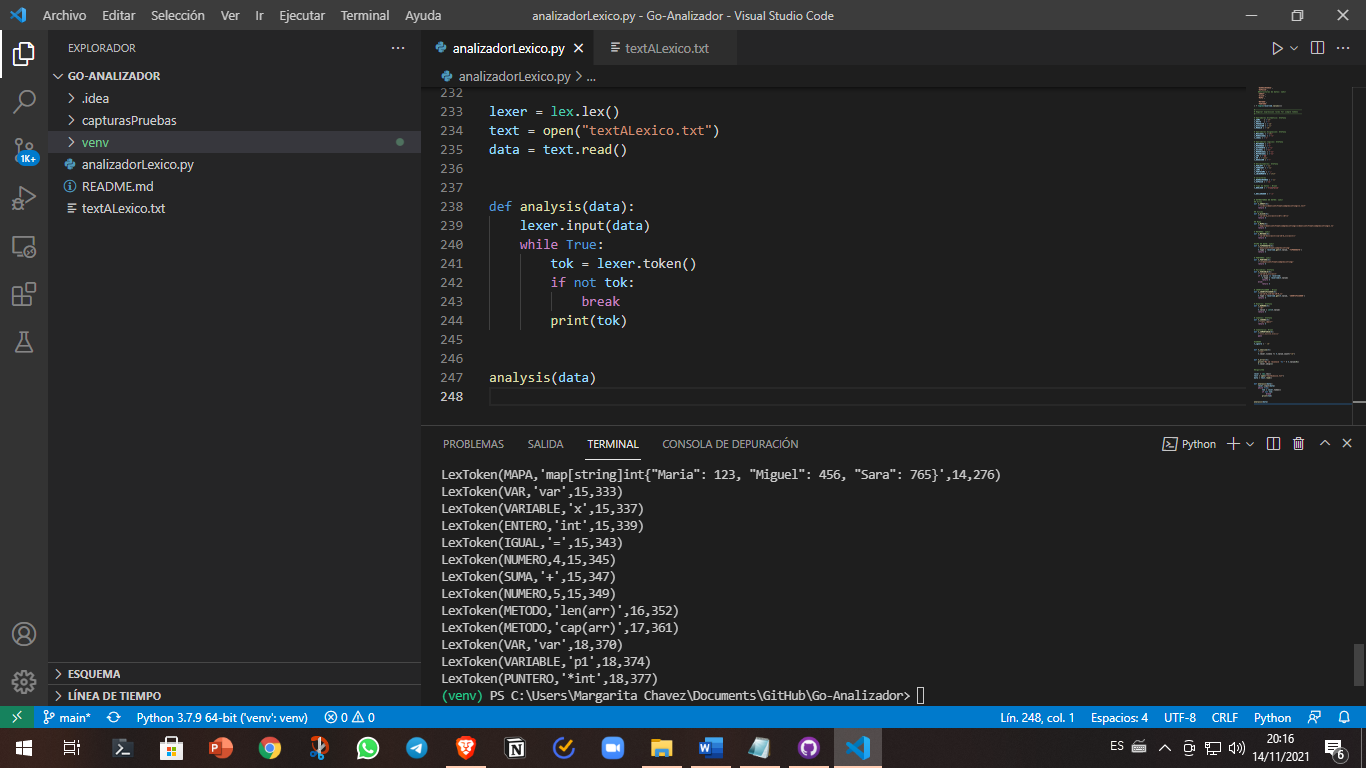 Archivo Editar Selección Ver Ir Ejecutar Terminal Ayuda
analizadorLexico.py - Go-Analizador - Visual Studio Code
EXPLORADOR
GO-ANALIZADOR
.idea
capturasPruebas
venv
analizadorLexico.py
README.md
textALexico.txt
ESQUEMA
LÍNEA DE TIEMPO
1K+
analizadorLexico.py
textALexico.txt
analizadorLexico.py > ...
232
233 lexer = lex.lex()
234 text = open("textALexico.txt")
235 data = text.read()
236
237
238 def analysis(data):
239 lexer.input(data)
240 while True:
241 tok = lexer.token()
242 if not tok:
243 break
244 print(tok)
245
246
247 analysis(data)
248
PROBLEMAS SALIDA TERMINAL CONSOLA DE DEPURACIÓN
Python
LexToken(MAPA,'map[string]int{"Maria": 123, "Miguel": 456, "Sara": 765}',14,276)
LexToken(VAR,'var',15,333)
LexToken(VARIABLE,'x',15,337)
LexToken(ENTERO,'int',15,339)
LexToken(IGUAL,'=',15,343)
LexToken(NUMERO,4,15,345)
LexToken(SUMA,'+',15,347)
LexToken(NUMERO,5,15,349)
LexToken(METODO,'len(arr)',16,352)
LexToken(METODO,'cap(arr)',17,361)
LexToken(VAR,'var',18,370)
LexToken(VARIABLE,'p1',18,374)
LexToken(PUNTERO,'*int',18,377)
(venv) PS C:\Users\Margarita Chavez\Documents\GitHub\Go-Analizador>
main* Python 3.7.9 64-bit ('venv': venv) 0 0
Lín. 248, col. 1 Espacios: 4 UTF-8 CRLF Python
ES
20:16
14/11/2021
6